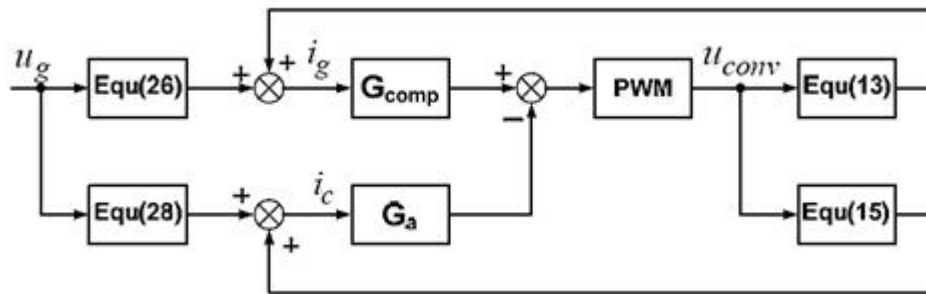 u_g
Equ(26)
+
+
i_g
G_comp
+
−
PWM
u_conv
Equ(13)
Equ(28)
+
+
i_c
G_a
Equ(15)